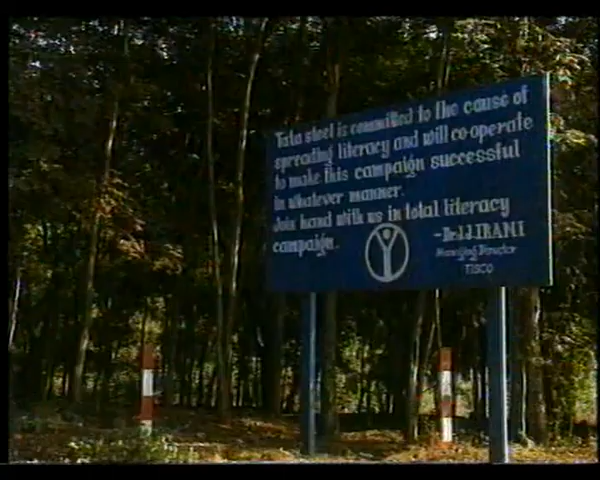 Tata steel is committed to the cause of
spreading literacy and will co-operate
to make this campaign successful
in whatever manner.
Join hand with us in total literacy
campaign.
-Dr.J.J.IRANI
Managing Director
TISCO